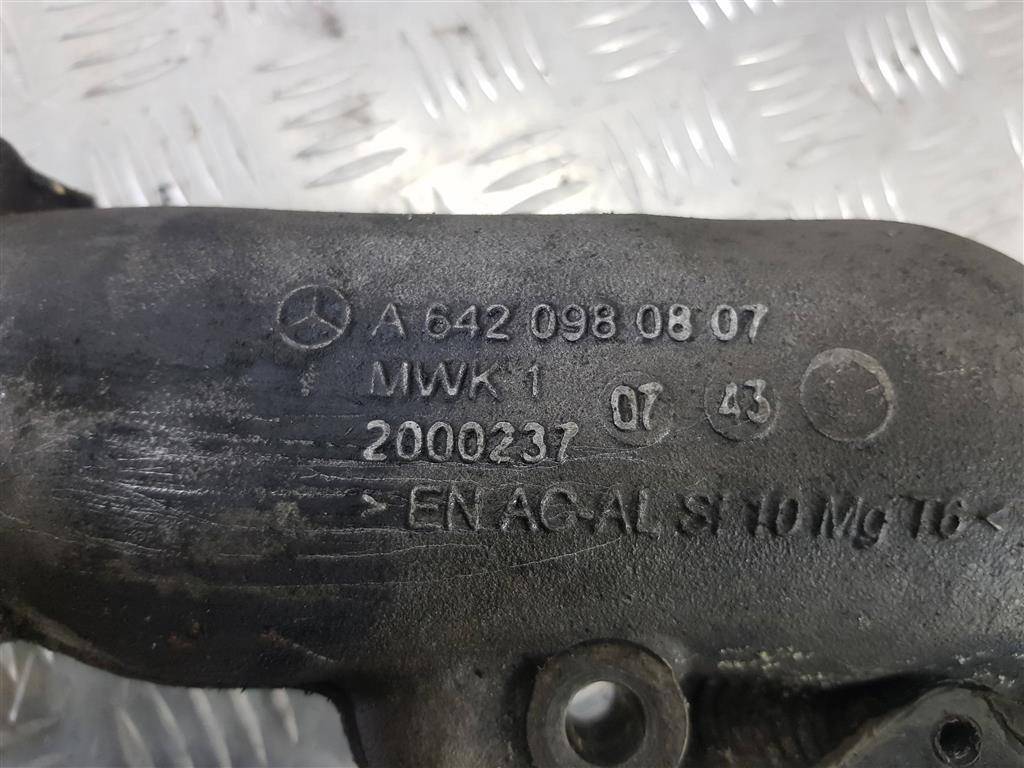 A 642 098 08 07
MWK 1
07 43
2000237
>EN AC-AL Si 10 Mg T6<